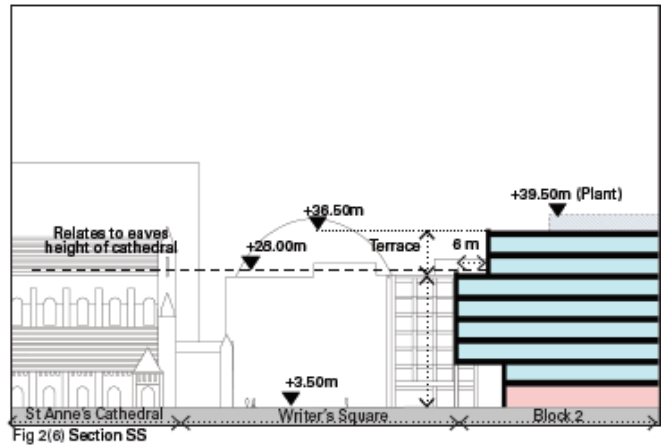 +39.50m (Plant)
+36.50m
Relates to eaves
height of cathedral
+28.00m
Terrace
6 m
+3.50m
St Anne's Cathedral
Writer's Square
Block 2
Fig 2(6) Section SS